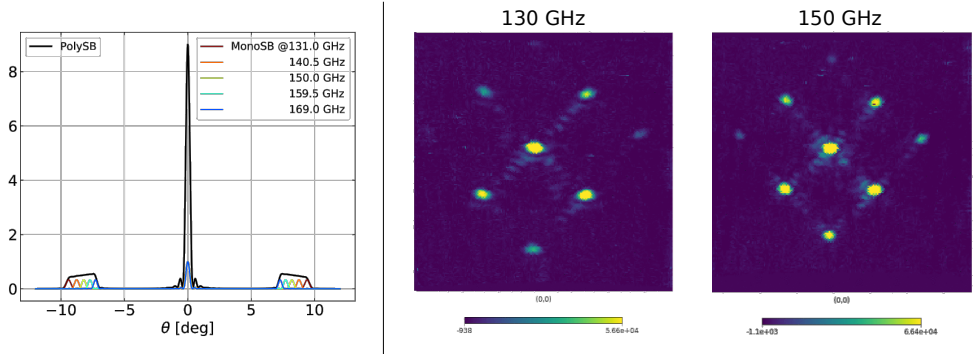 PolySB
MonoSB @131.0 GHz
140.5 GHz
150.0 GHz
159.5 GHz
169.0 GHz
8
6
4
2
0
−10
−5
0
5
10
θ [deg]
130 GHz
(0,0)
-938
5.66e+04
150 GHz
(0,0)
-1.1e+03
6.64e+04